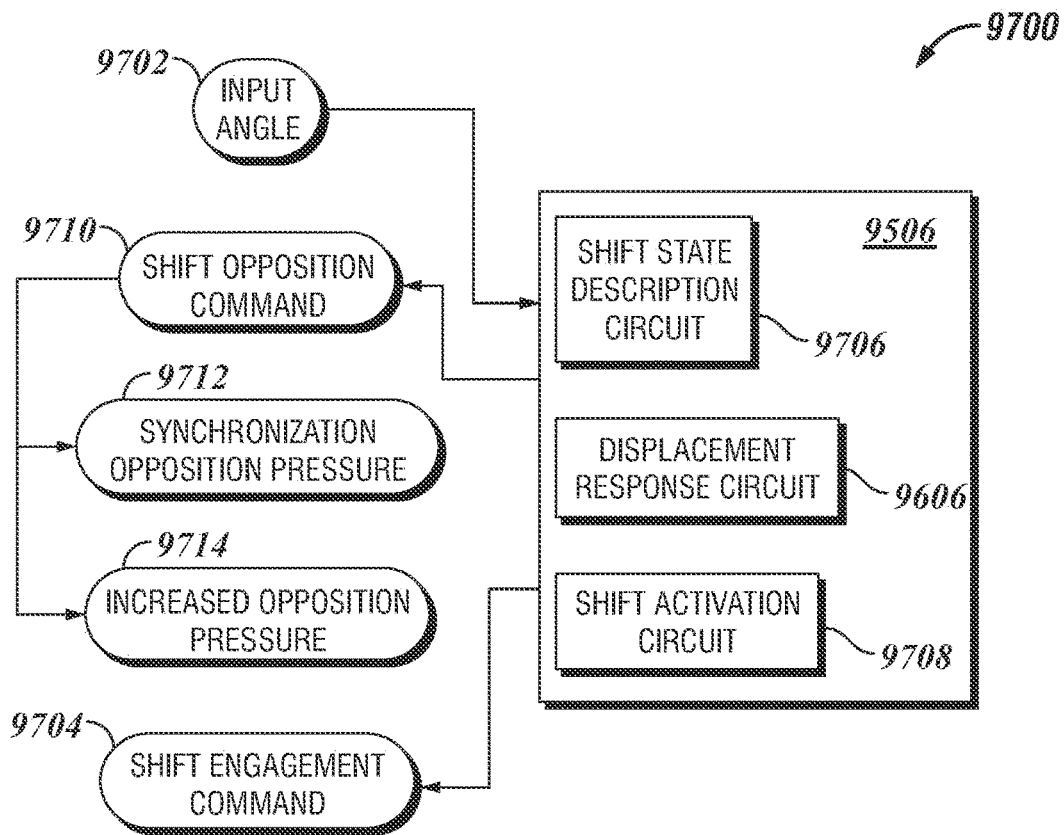 9700
9702
INPUT
ANGLE
9710
SHIFT OPPOSITION
COMMAND
9712
SYNCHRONIZATION
OPPOSITION PRESSURE
9714
INCREASED OPPOSITION
PRESSURE
9704
SHIFT ENGAGEMENT
COMMAND
9506
SHIFT STATE
DESCRIPTION
CIRCUIT
9706
DISPLACEMENT
RESPONSE CIRCUIT
9606
SHIFT ACTIVATION
CIRCUIT
9708